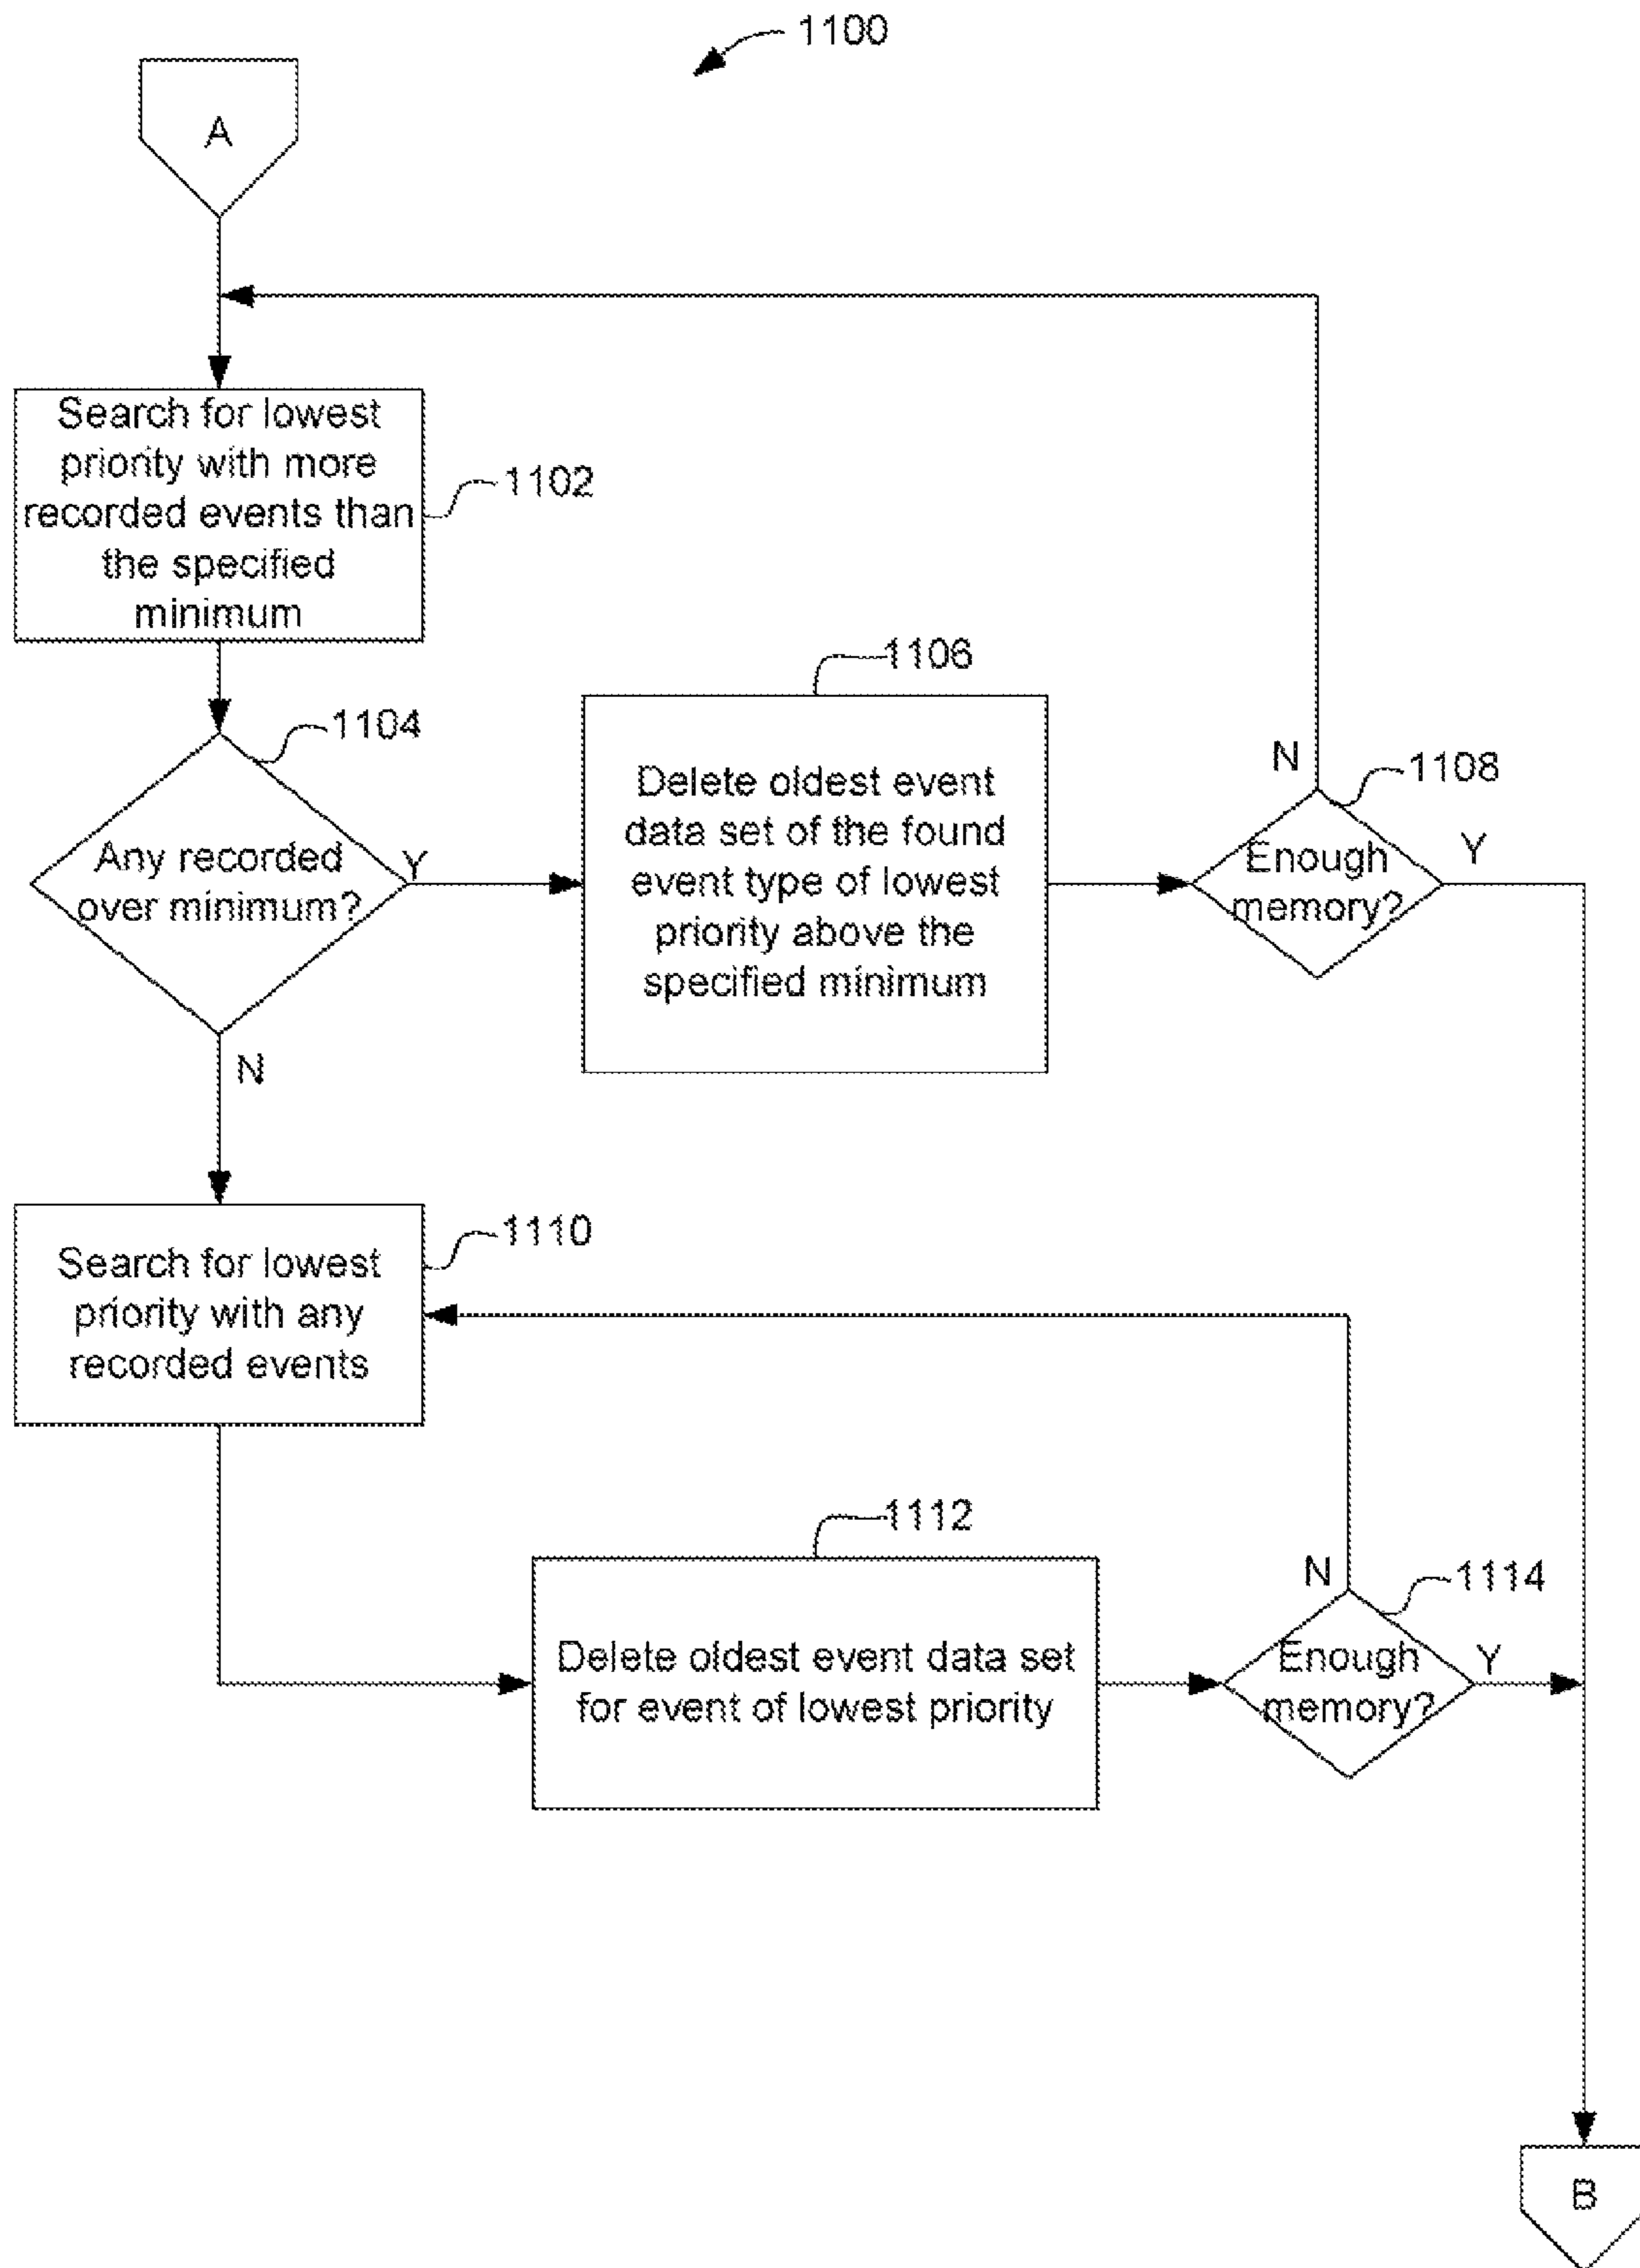 1100
A
Search for lowest
priority with more
recorded events than
the specified
minimum
1102
1104
Any recorded
over minimum?
Y
N
1106
Delete oldest event
data set of the found
event type of lowest
priority above the
specified minimum
N
1108
Enough
memory?
Y
Search for lowest
priority with any
recorded events
1110
1112
Delete oldest event data set
for event of lowest priority
N
1114
Enough
memory?
Y
B